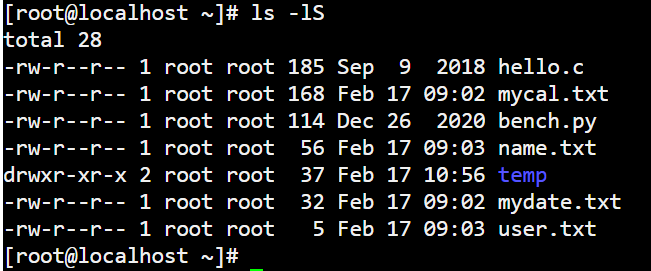 [root@localhost ~]# ls -lS
total 28
-rw-r--r-- 1 root root 185 Sep  9  2018 hello.c
-rw-r--r-- 1 root root 168 Feb 17 09:02 mycal.txt
-rw-r--r-- 1 root root 114 Dec 26  2020 bench.py
-rw-r--r-- 1 root root  56 Feb 17 09:03 name.txt
drwxr-xr-x 2 root root  37 Feb 17 10:56 temp
-rw-r--r-- 1 root root  32 Feb 17 09:02 mydate.txt
-rw-r--r-- 1 root root   5 Feb 17 09:03 user.txt
[root@localhost ~]#